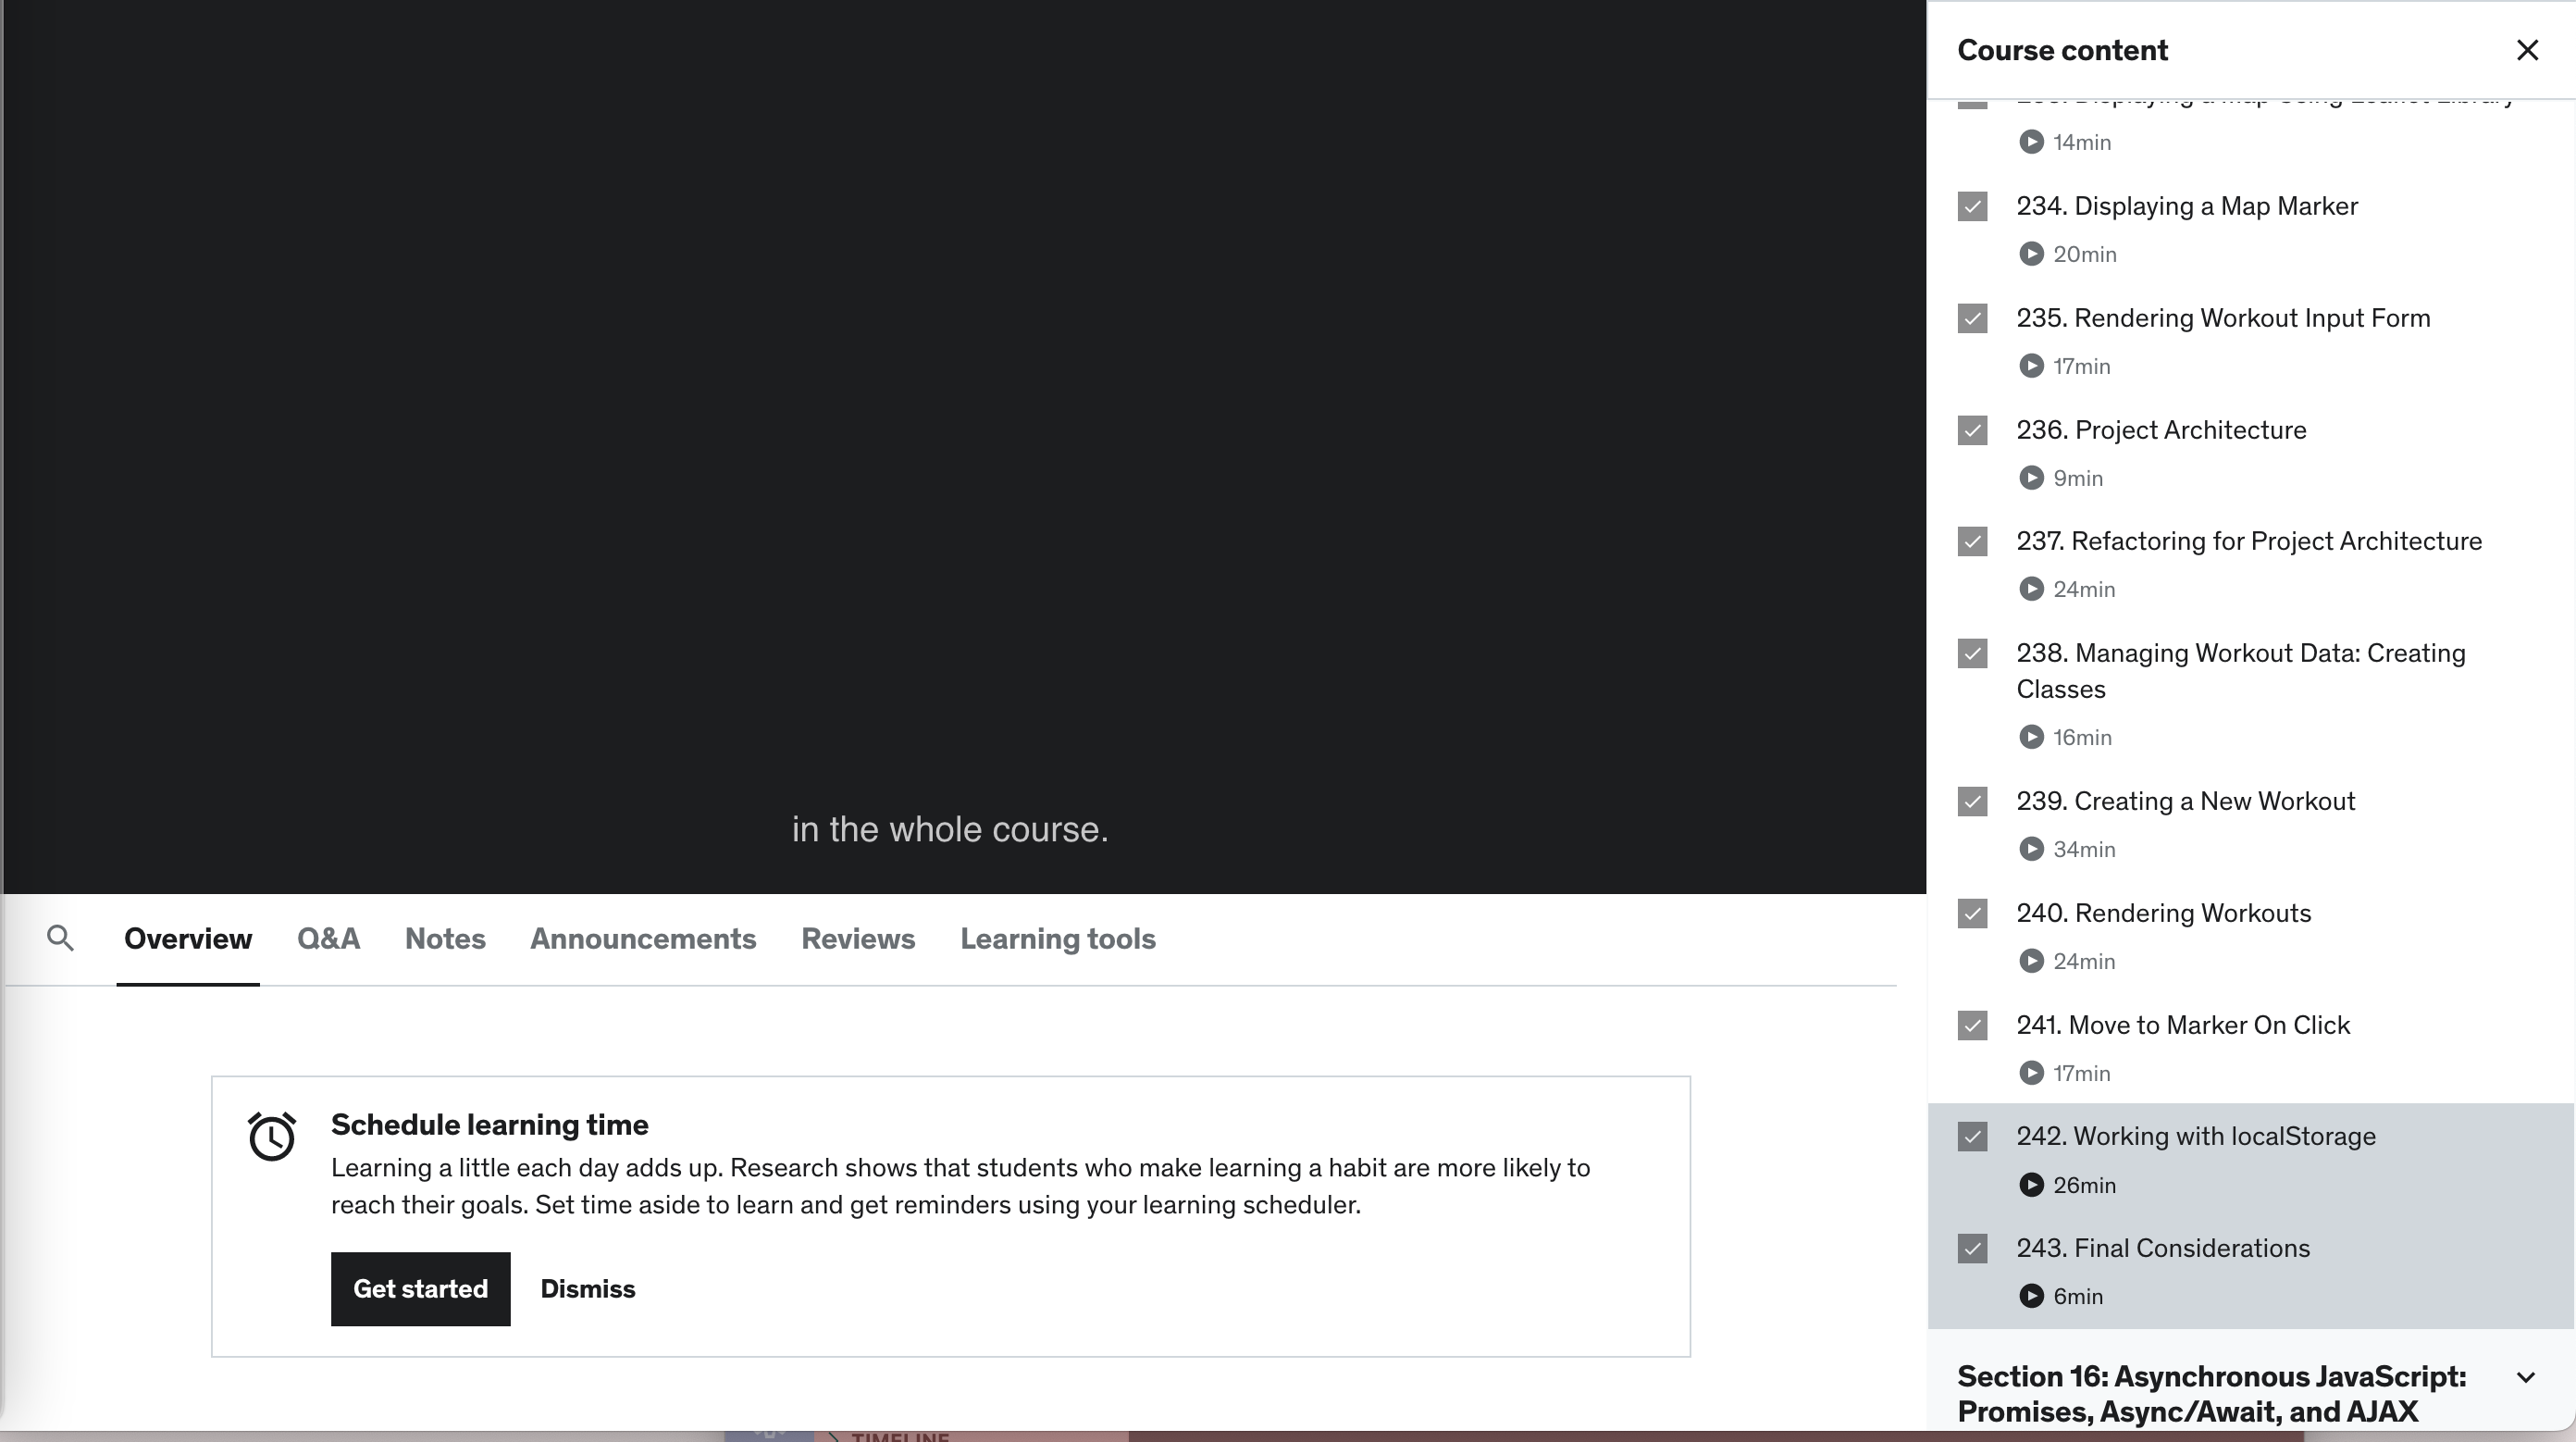 in the whole course.
Overview Q&A Notes Announcements Reviews Learning tools
Schedule learning time
Learning a little each day adds up. Research shows that students who make learning a habit are more likely to
reach their goals. Set time aside to learn and get reminders using your learning scheduler.
Get started Dismiss
TIMELINE
Course content
Displaying a Map Using Leaflet Library
14min
234. Displaying a Map Marker
20min
235. Rendering Workout Input Form
17min
236. Project Architecture
9min
237. Refactoring for Project Architecture
24min
238. Managing Workout Data: Creating
Classes
16min
239. Creating a New Workout
34min
240. Rendering Workouts
24min
241. Move to Marker On Click
17min
242. Working with localStorage
26min
243. Final Considerations
6min
Section 16: Asynchronous JavaScript:
Promises, Async/Await, and AJAX